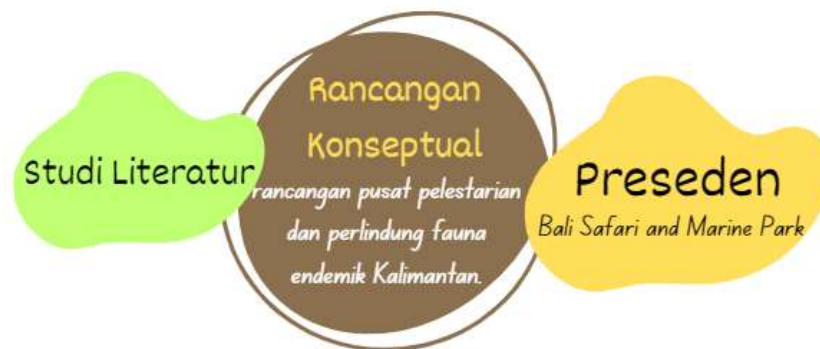 Studi Literatur
Rancangan
Konseptual
rancangan pusat pelestarian
dan perlindung fauna
endemik Kalimantan.
Preseden
Bali Safari and Marine Park